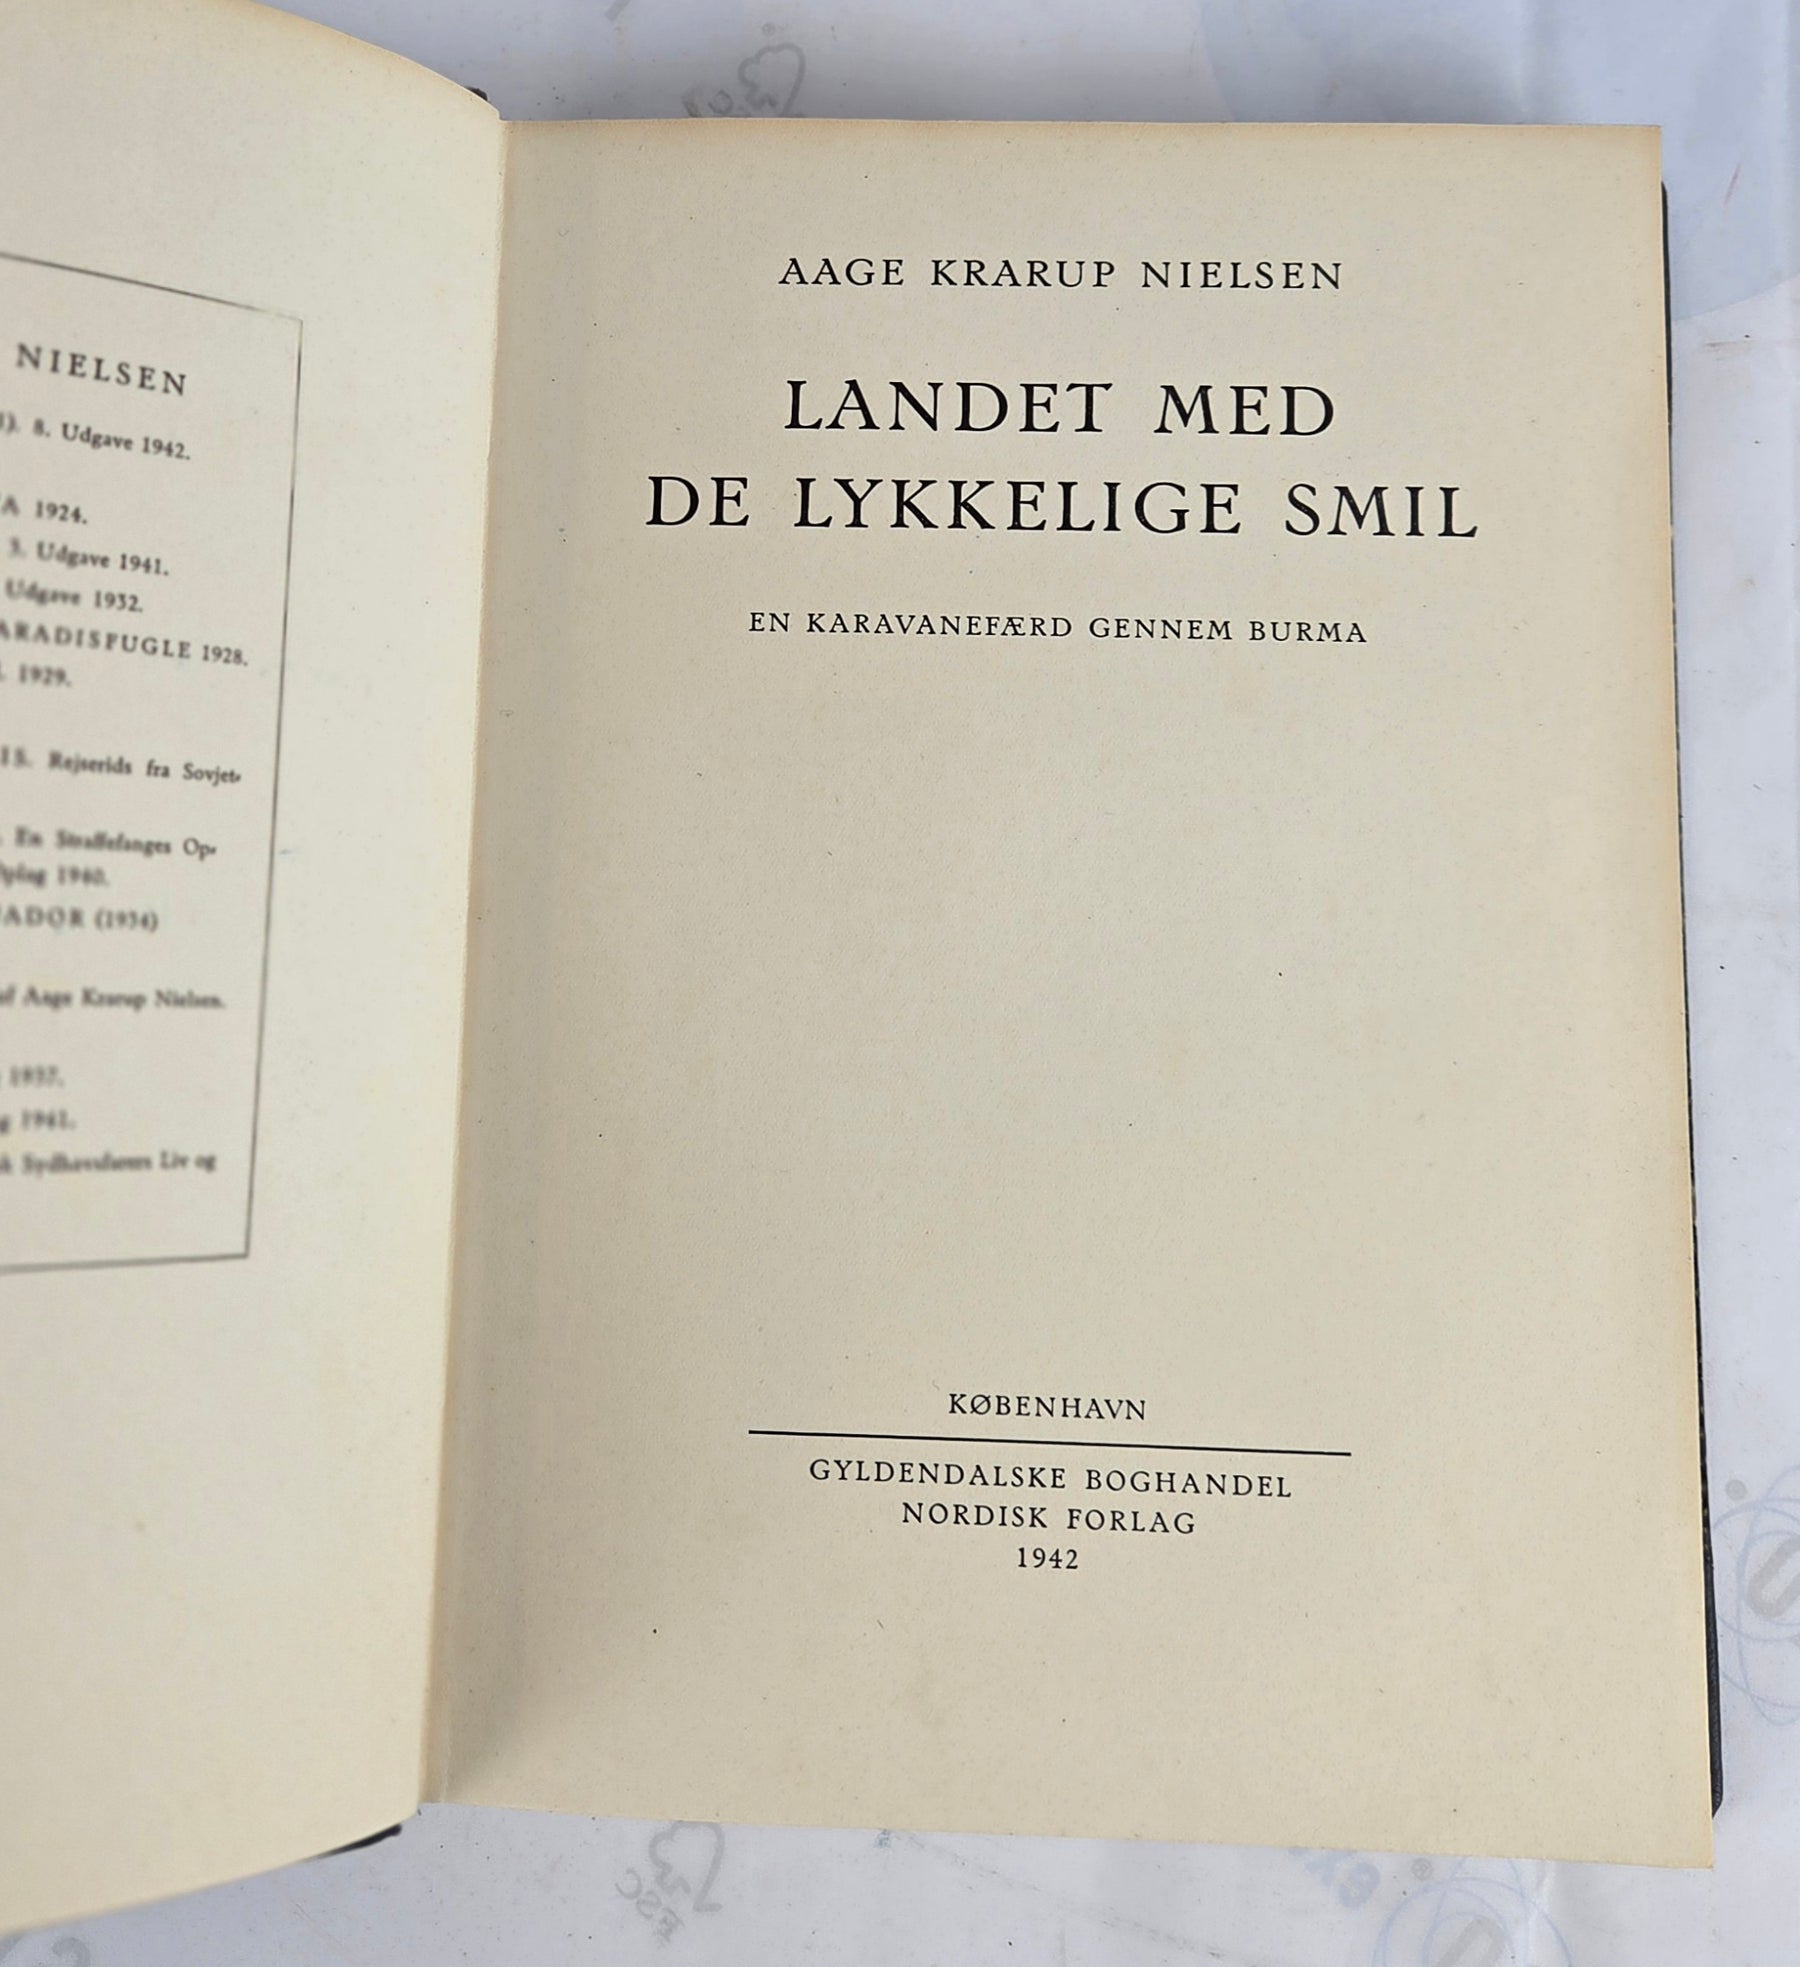 NIELSEN
8. Udgave 1942.
1924.
3. Udgave 1941.
Udgave 1932.
ARADISFUGLE 1928.
1929.
15. Rejserids fra Sovjet-
En Straffefanges Op-
1940.
ADOR (1934)
af Aage Krarup Nielsen.
1937.
1941.
Sydhavsfarers Liv og
AAGE KRARUP NIELSEN
LANDET MED
DE LYKKELIGE SMIL
EN KARAVANEFÆRD GENNEM BURMA
KØBENHAVN
GYLDENDALSKE BOGHANDEL
NORDISK FORLAG
1942